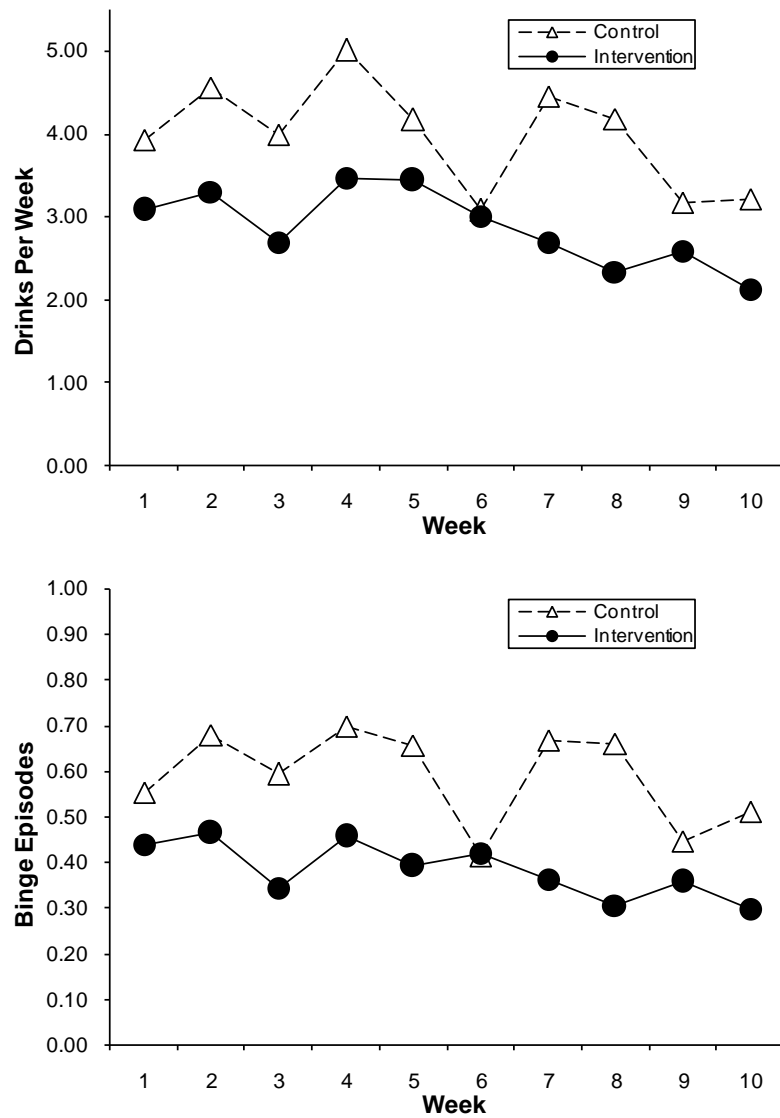 5.00
4.00
3.00
2.00
1.00
0.00
Drinks Per Week
Control
Intervention
1 2 3 4 5 6 7 8 9 10
Week
1.00
0.90
0.80
0.70
0.60
0.50
0.40
0.30
0.20
0.10
0.00
Binge Episodes
Control
Intervention
1 2 3 4 5 6 7 8 9 10
Week